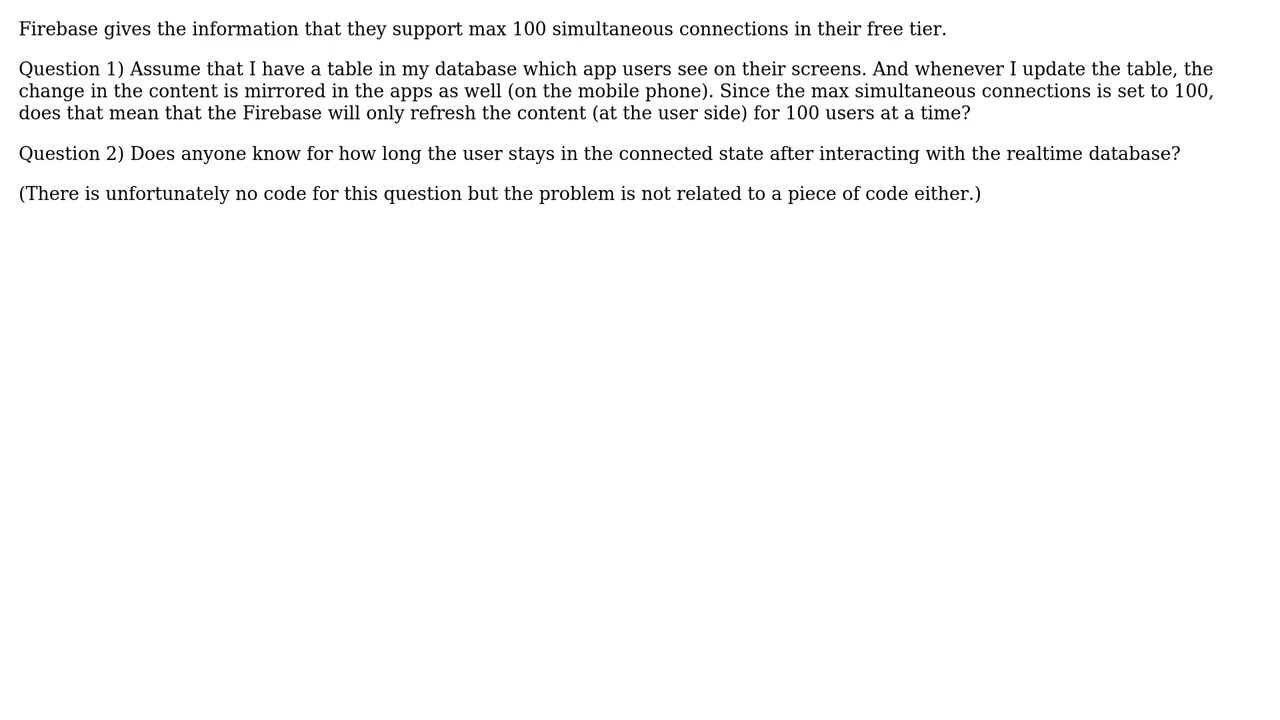 Firebase gives the information that they support max 100 simultaneous connections in their free tier.
Question 1) Assume that I have a table in my database which app users see on their screens. And whenever I update the table, the
change in the content is mirrored in the apps as well (on the mobile phone). Since the max simultaneous connections is set to 100,
does that mean that the Firebase will only refresh the content (at the user side) for 100 users at a time?
Question 2) Does anyone know for how long the user stays in the connected state after interacting with the realtime database?
(There is unfortunately no code for this question but the problem is not related to a piece of code either.)